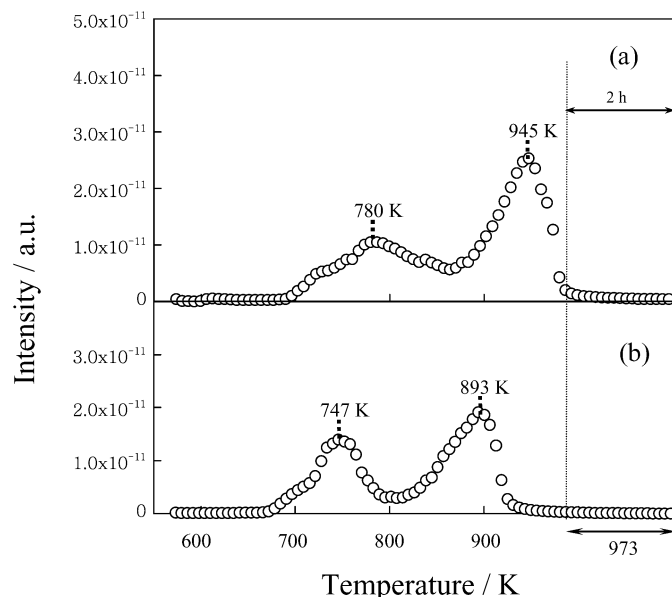 5.0x10⁻¹¹
(a)
4.0x10⁻¹¹
2 h
3.0x10⁻¹¹
945 K
2.0x10⁻¹¹
780 K
1.0x10⁻¹¹
0
Intensity / a.u.
(b)
3.0x10⁻¹¹
893 K
747 K
2.0x10⁻¹¹
1.0x10⁻¹¹
0
600 700 800 900
973
Temperature / K